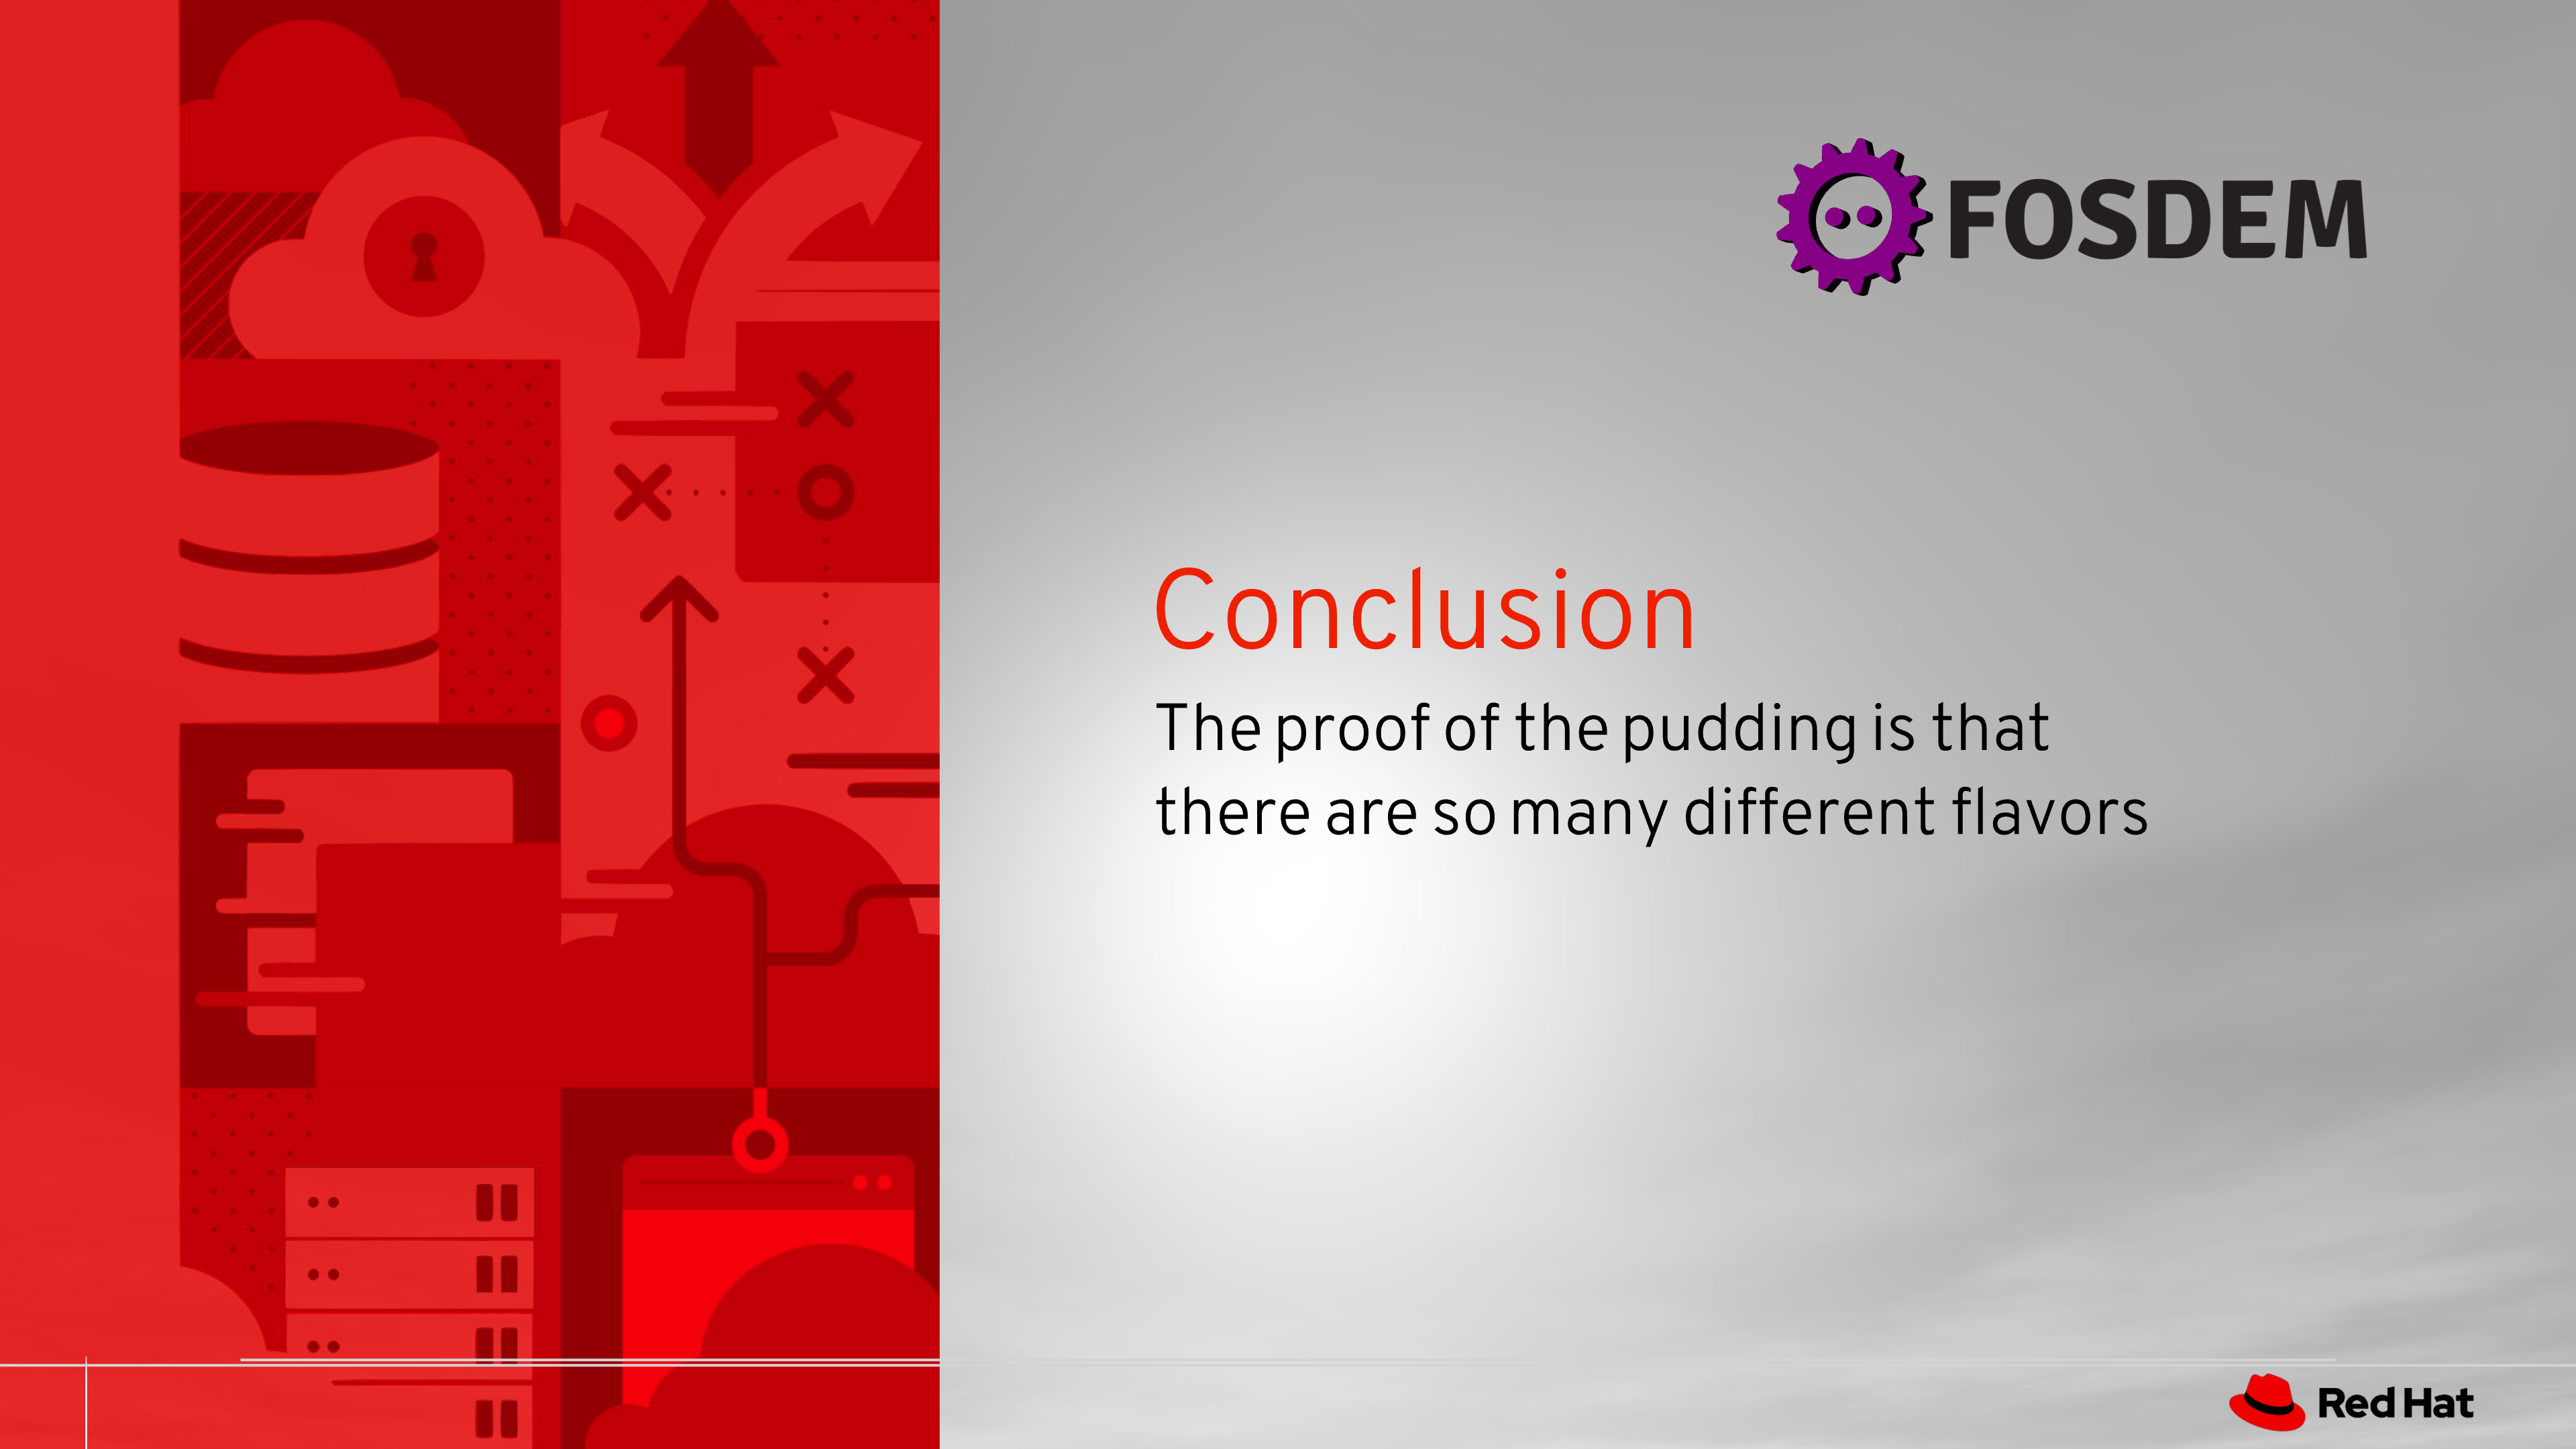 FOSDEM
Conclusion
The proof of the pudding is that
there are so many different flavors
Red Hat